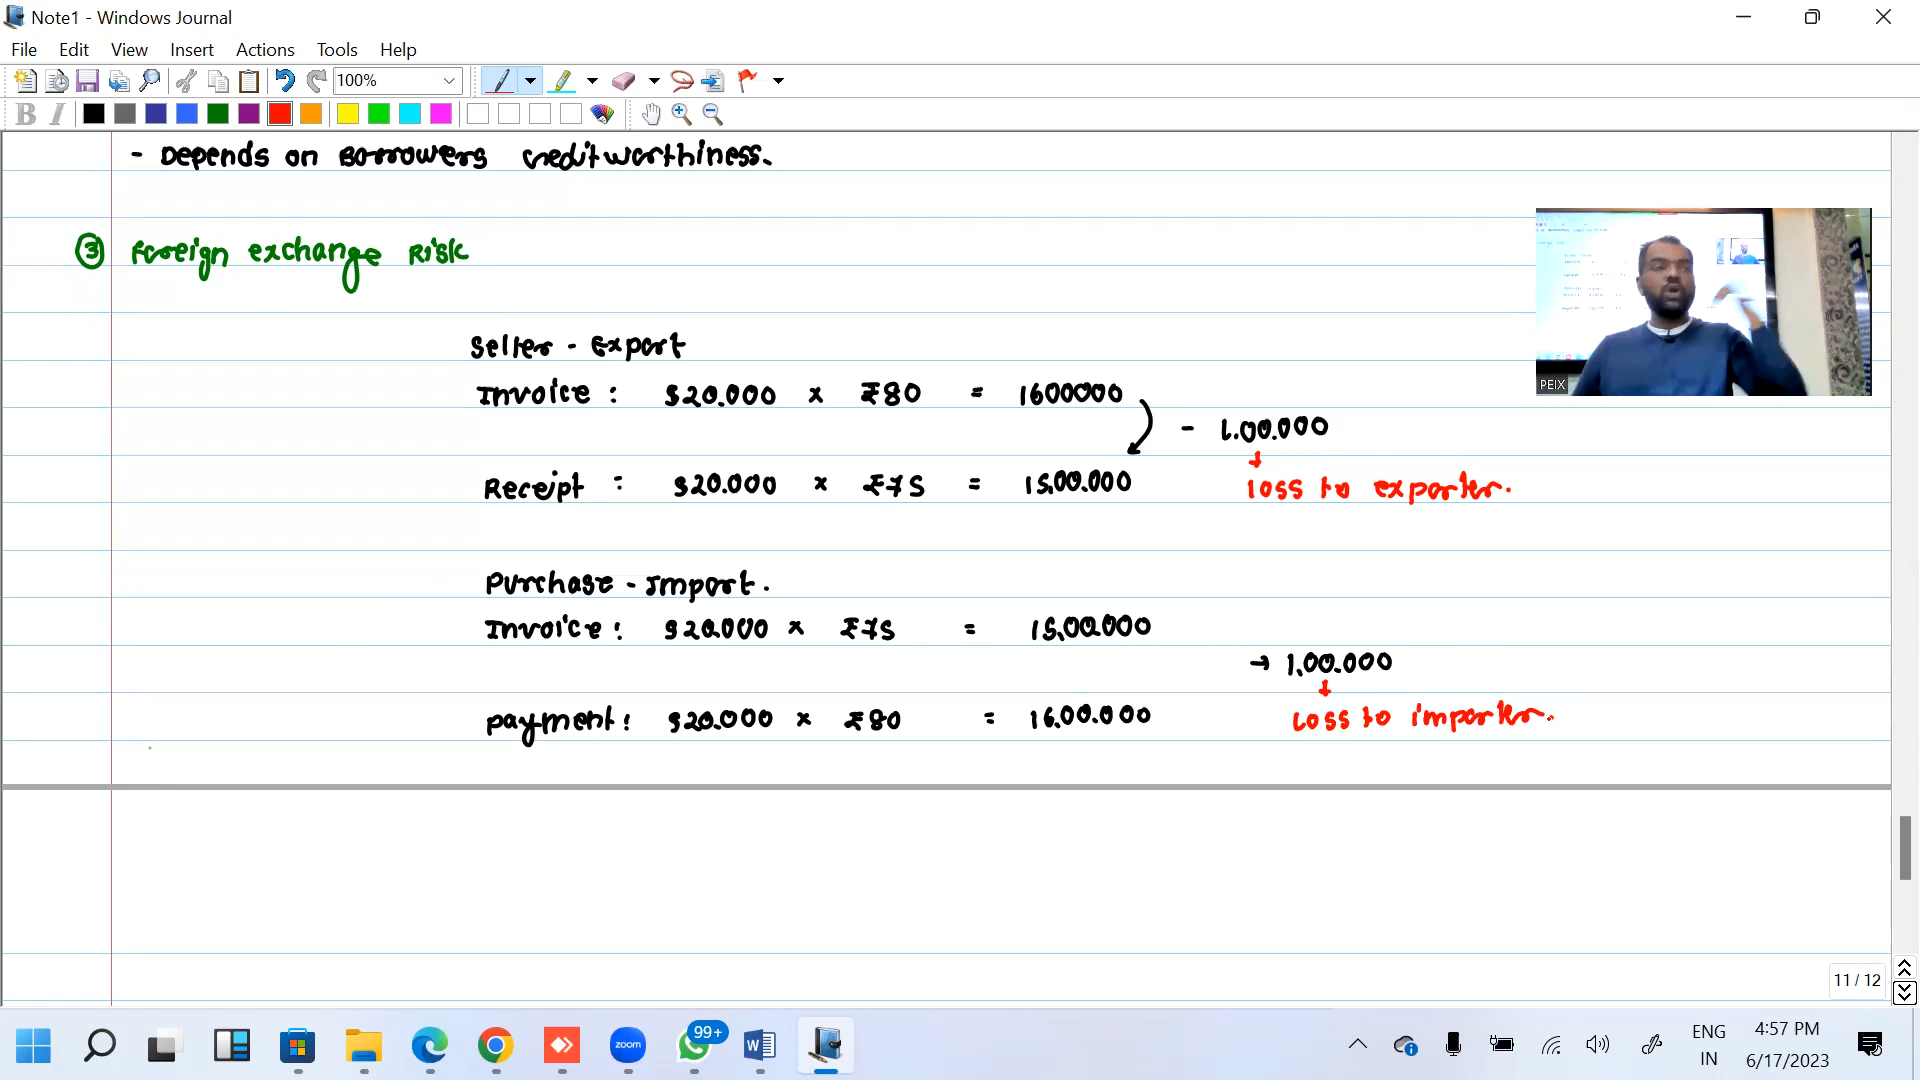 Note1 - Windows Journal
File Edit View Insert Actions Tools Help
100%
B I
- Depends on Borrowers creditworthiness.
③ Foreign exchange Risk
Seller - Export
Invoice : $20.000 x ₹80 = 1600000
- 1.00.000
Receipt : $20.000 x ₹75 = 15,00.000
loss to exporter.
Purchase - Import.
Invoice : $20.000 x ₹75 = 15,00.000
→ 1,00.000
payment : $20.000 x ₹80 = 16,00.000
Loss to importer.
PEIX
11 / 12
99+
zoom
ENG
IN
4:57 PM
6/17/2023